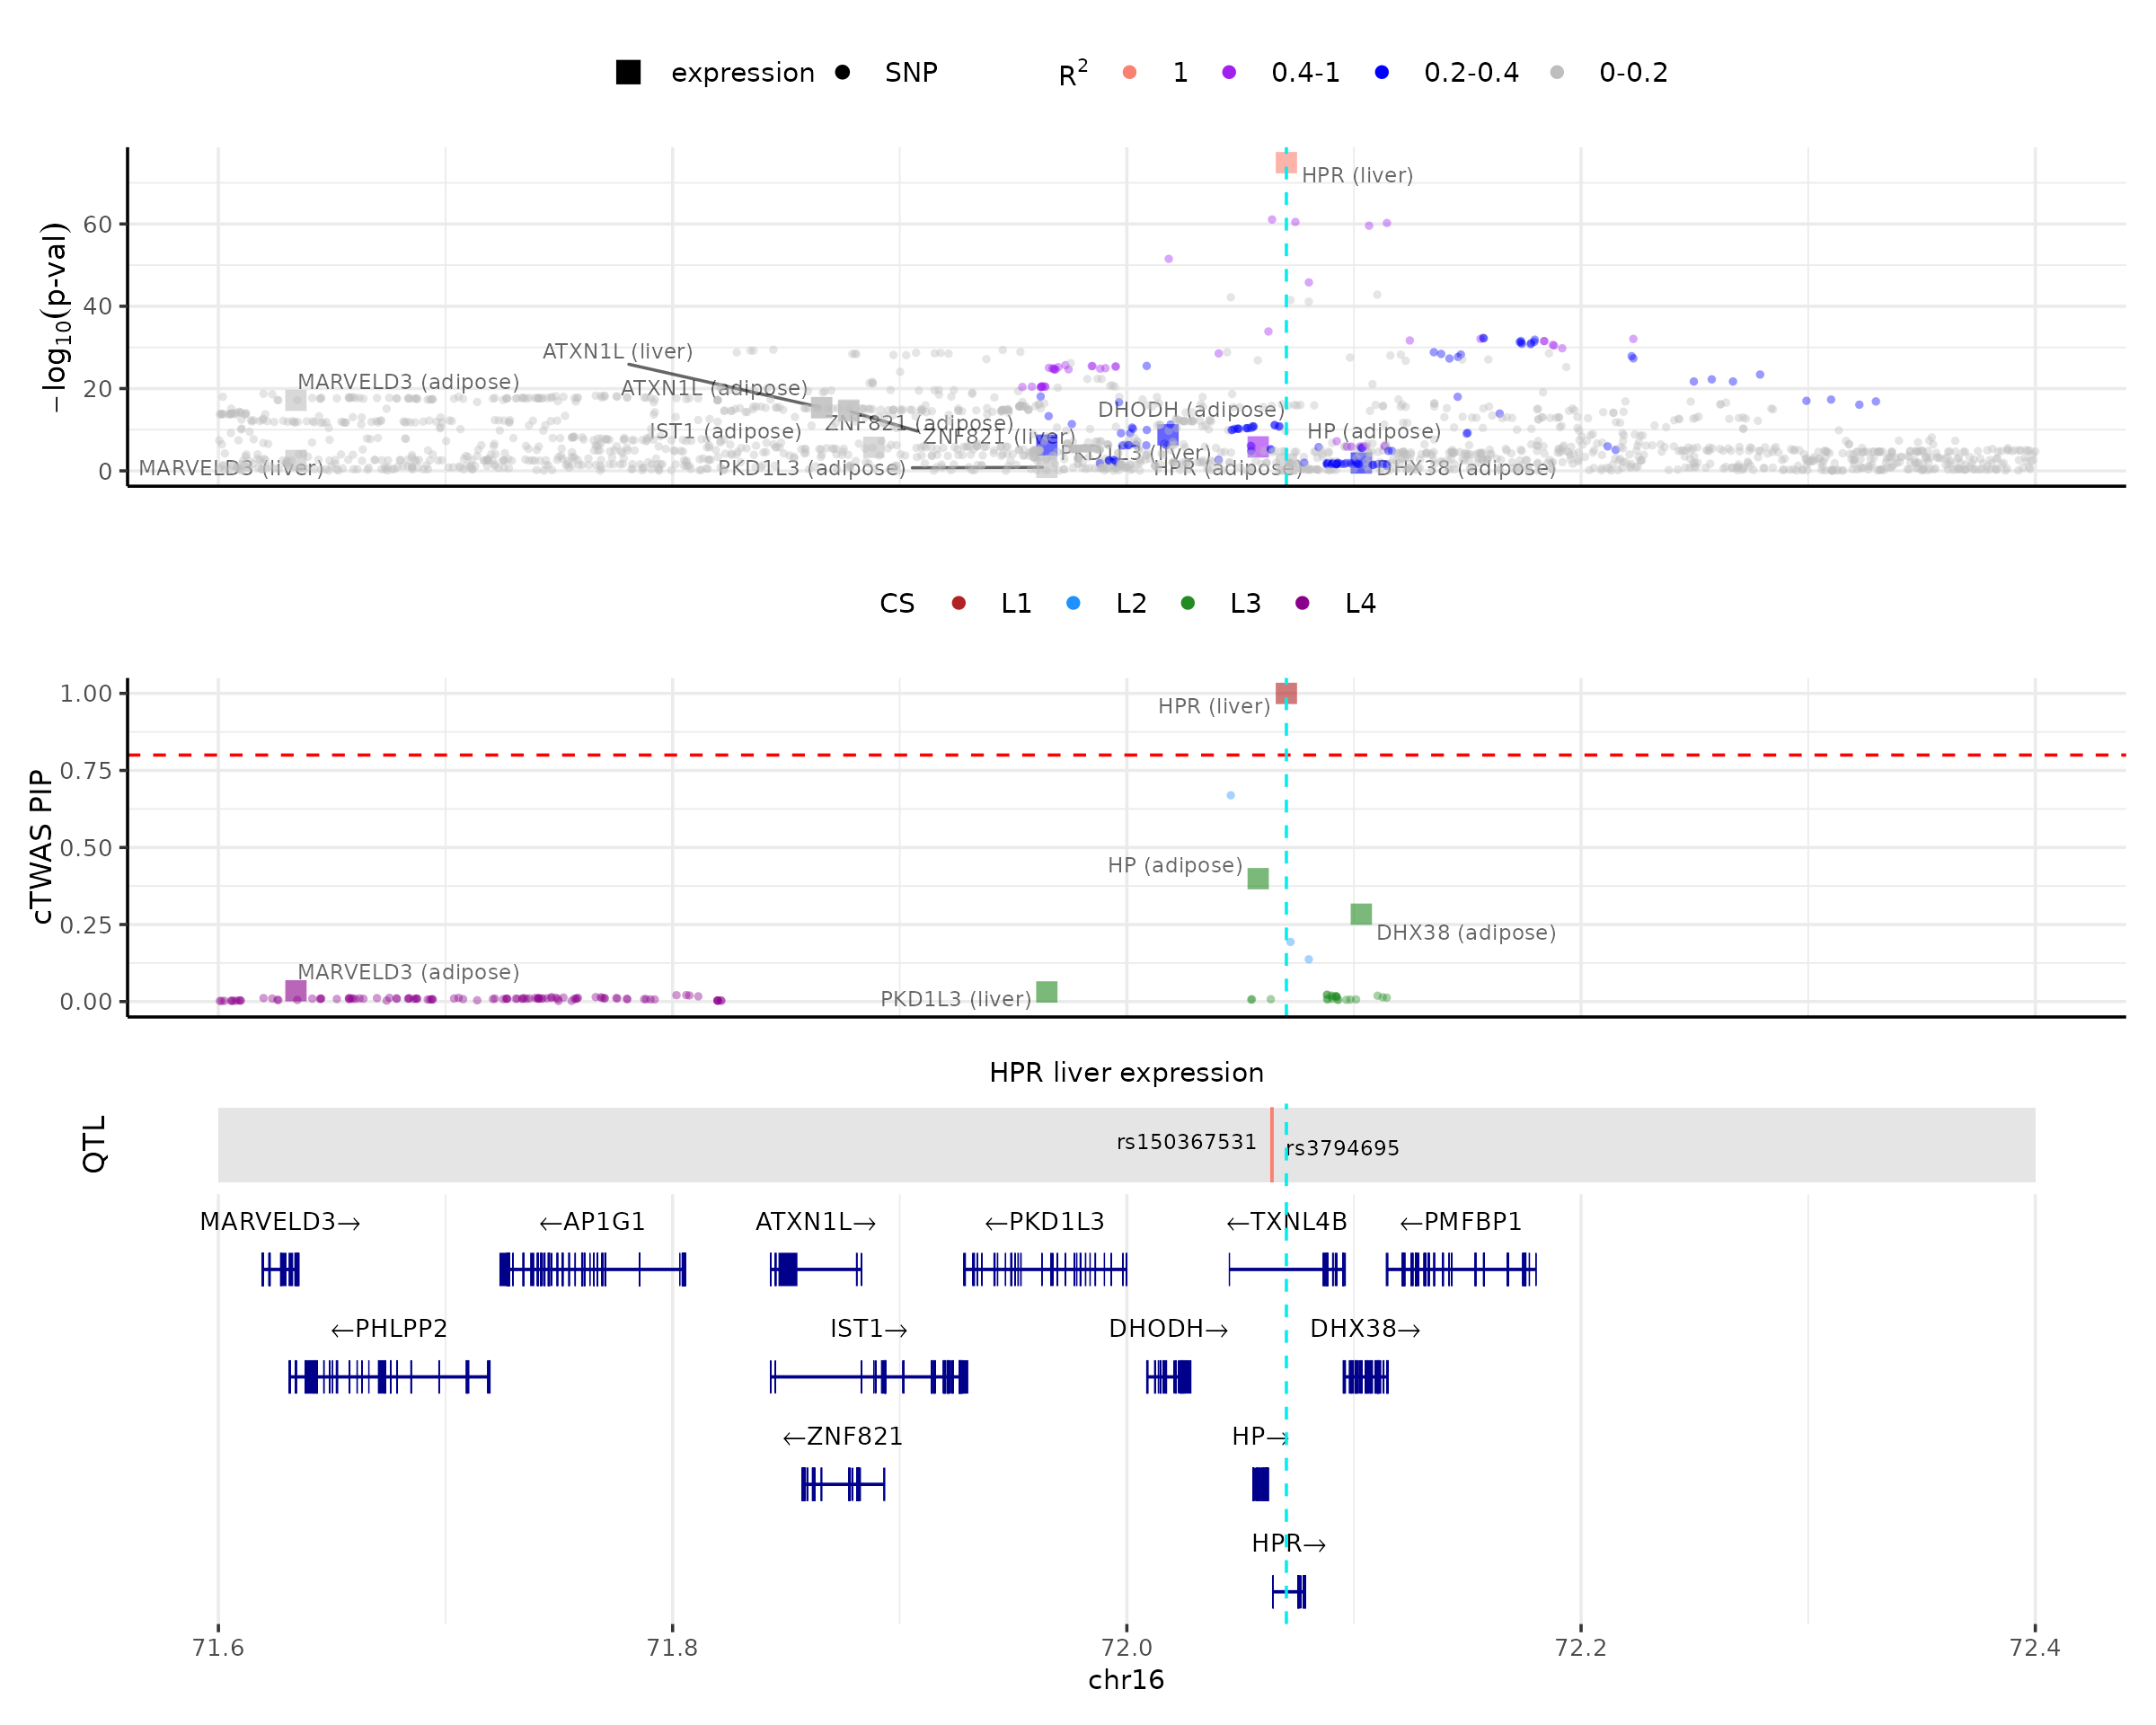 expression SNP R2 1 0.4-1 0.2-0.4 0-0.2
−log10(p-val)
60
40
20
0
HPR (liver)
ATXN1L (liver)
MARVELD3 (adipose)
ATXN1L (adipose)
DHODH (adipose)
ZNF821 (adipose)
IST1 (adipose)
ZNF821 (liver)
HP (adipose)
PKD1L3 (liver)
MARVELD3 (liver)
PKD1L3 (adipose)
HPR (adipose)
DHX38 (adipose)
CS L1 L2 L3 L4
cTWAS PIP
1.00
0.75
0.50
0.25
0.00
HPR (liver)
HP (adipose)
DHX38 (adipose)
MARVELD3 (adipose)
PKD1L3 (liver)
HPR liver expression
QTL
rs150367531 rs3794695
MARVELD3→ ←AP1G1 ATXN1L→ ←PKD1L3 ←TXNL4B ←PMFBP1
←PHLPP2 IST1→ DHODH→ DHX38→
←ZNF821 HP→
HPR→
71.6 71.8 72.0 72.2 72.4
chr16